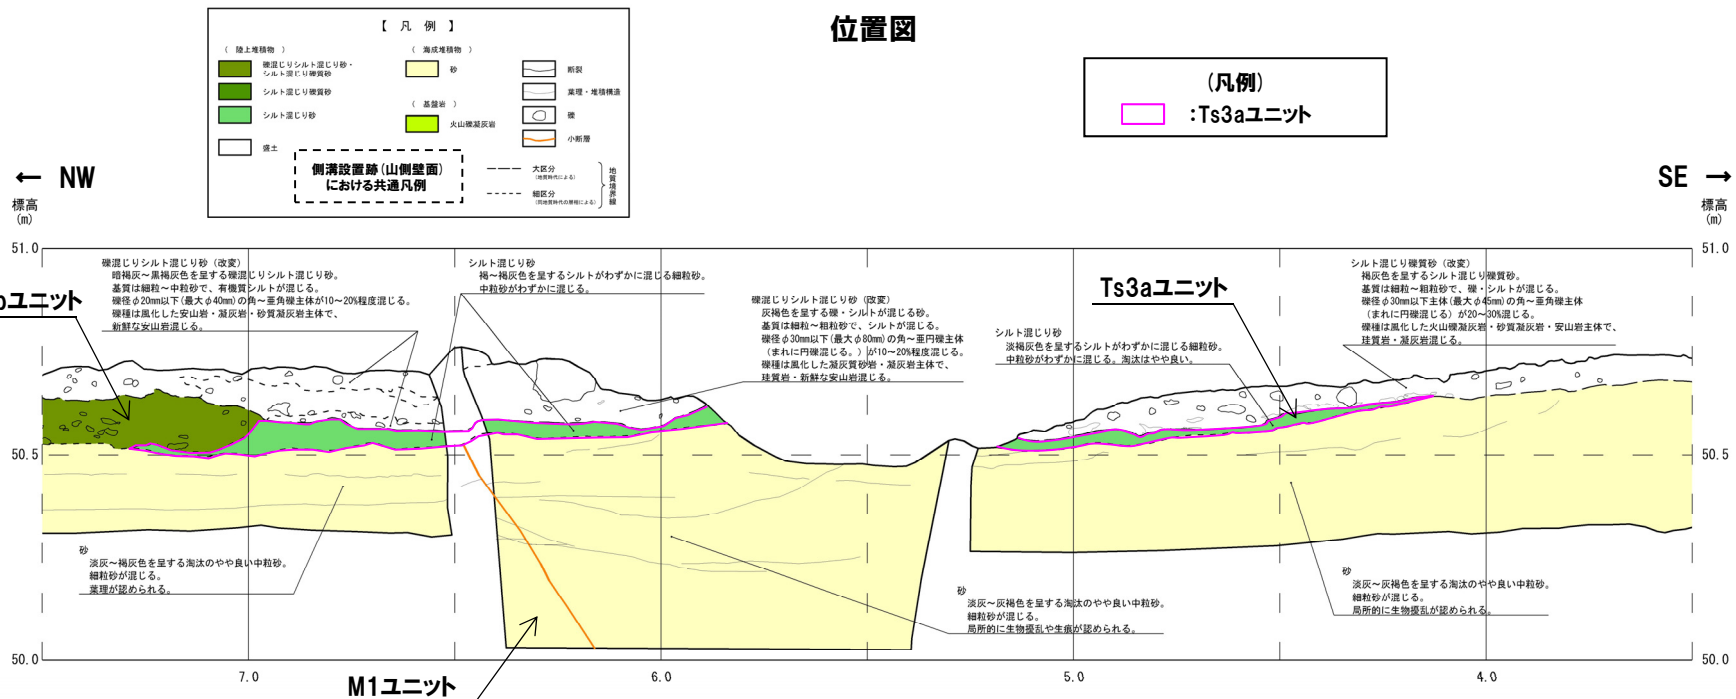 位置図
【 凡 例 】
( 陸上堆積物 )
礫混じりシルト混じり砂・
シルト混じり礫質砂
シルト混じり礫質砂
シルト混じり砂
盛土
( 海成堆積物 )
砂
( 基盤岩 )
火山礫凝灰岩
断裂
葉理・堆積構造
礫
小断層
大区分
(地質時代による)
細区分
(同地質時代の層相による)
地質境界線
側溝設置跡(山側壁面)
における共通凡例
(凡例)
:Ts3aユニット
← NW
SE →
標高
(m)
標高
(m)
51.0
51.0
礫混じりシルト混じり砂(改変)
暗褐灰~黒褐灰色を呈する礫混じりシルト混じり砂。
基質は細粒~中粒砂で、有機質シルトが混じる。
礫径φ20mm以下(最大φ40mm)の角~亜角礫主体が10~20%程度混じる。
礫種は風化した安山岩・凝灰岩・砂質凝灰岩主体で、
新鮮な安山岩混じる。
シルト混じり砂
褐~褐灰色を呈するシルトがわずかに混じる細粒砂。
中粒砂がわずかに混じる。
礫混じりシルト混じり砂(改変)
灰褐色を呈する礫・シルトが混じる砂。
基質は細粒~粗粒砂で、シルトが混じる。
礫径φ30mm以下(最大φ80mm)の角~亜円礫主体
(まれに円礫混じる。)が10~20%程度混じる。
礫種は風化した凝灰質砂岩・凝灰岩主体で、
珪質岩・新鮮な安山岩混じる。
シルト混じり砂
淡褐灰色を呈するシルトがわずかに混じる細粒砂。
中粒砂がわずかに混じる。淘汰はやや良い。
シルト混じり礫質砂(改変)
褐灰色を呈するシルト混じり礫質砂。
基質は細粒~粗粒砂で、礫・シルトが混じる。
礫径φ30mm以下主体(最大φ45mm)の角~亜角礫主体
(まれに円礫混じる)が20~30%混じる。
礫種は風化した火山礫凝灰岩・砂質凝灰岩・安山岩主体で、
珪質岩・凝灰岩混じる。
bユニット
Ts3aユニット
50.5
50.5
砂
淡灰~褐灰色を呈する淘汰のやや良い中粒砂。
細粒砂が混じる。
葉理が認められる。
砂
淡灰~灰褐色を呈する淘汰のやや良い中粒砂。
細粒砂が混じる。
局所的に生物擾乱や生痕が認められる。
砂
淡灰~灰褐色を呈する淘汰のやや良い中粒砂。
細粒砂が混じる。
局所的に生物擾乱が認められる。
50.0
50.0
7.0
6.0
5.0
4.0
M1ユニット